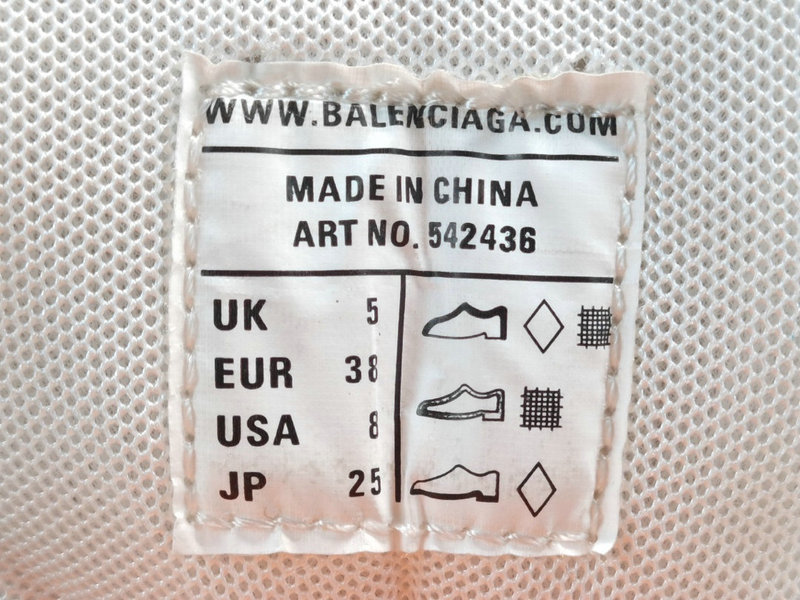 WWW.BALENCIAGA.COM
MADE IN CHINA
ART NO. 542436
UK 5
EUR 38
USA 8
JP 25